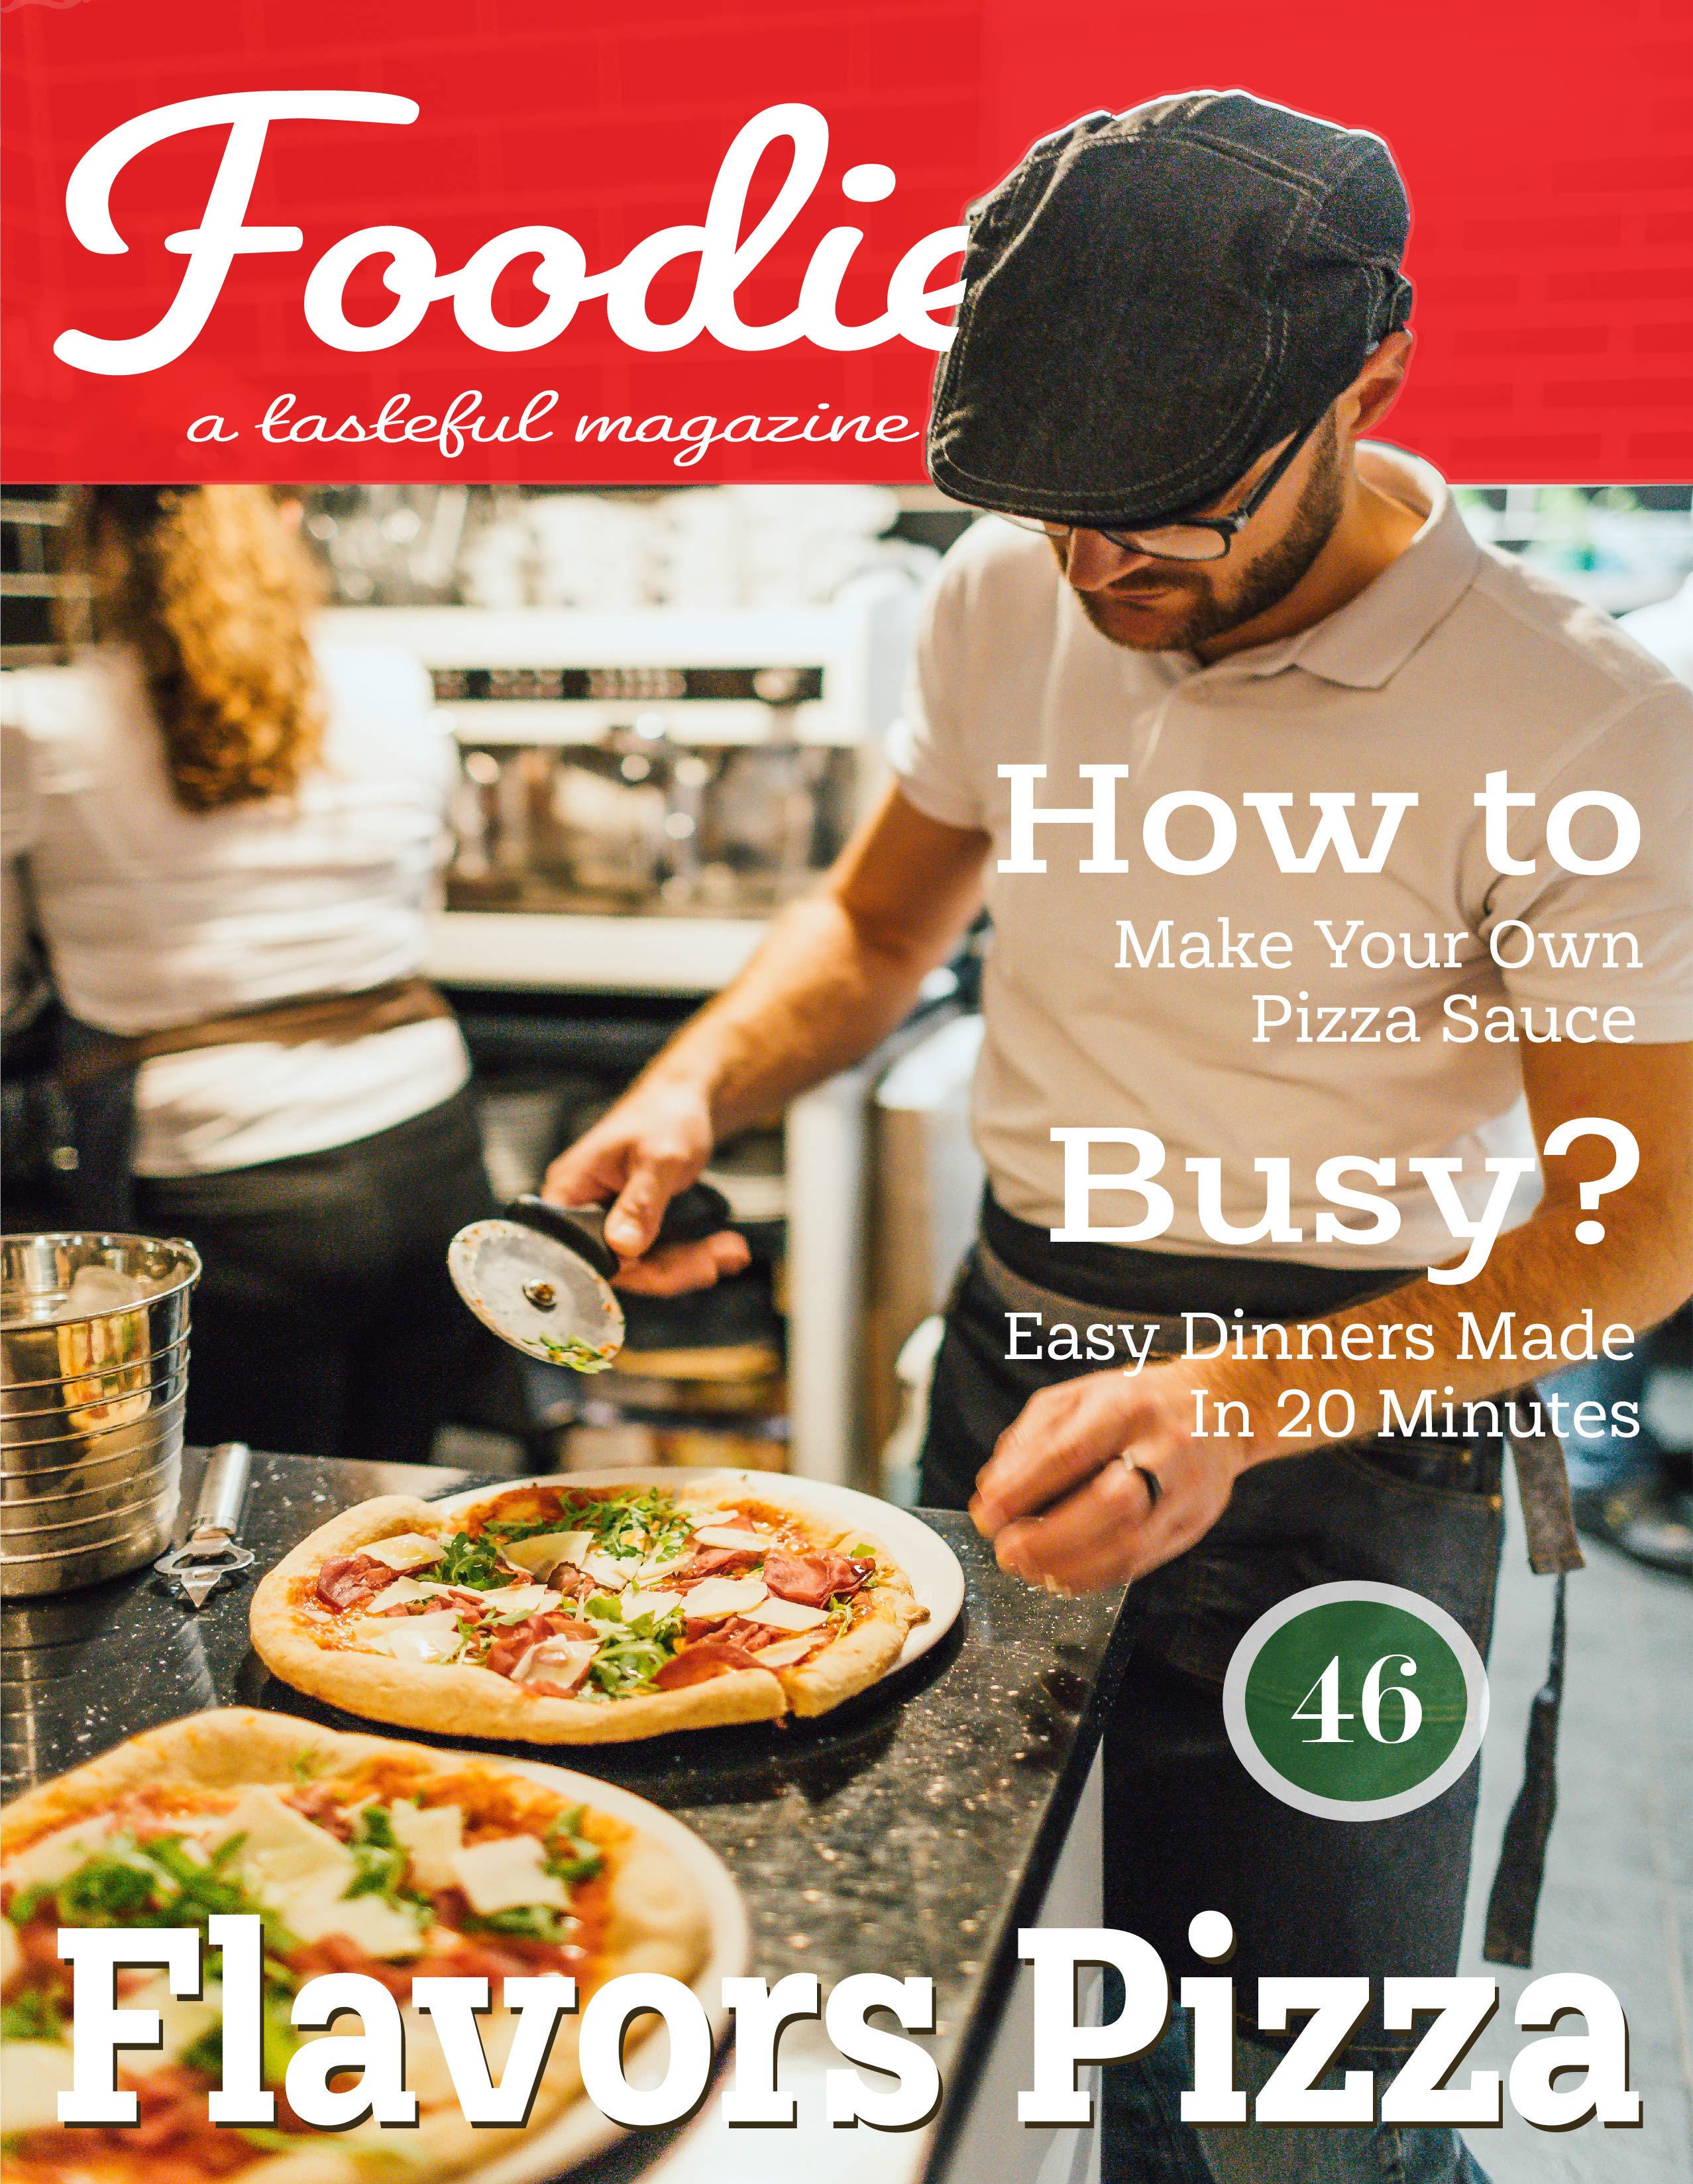 Foodie
a tasteful magazine
How to
Make Your Own
Pizza Sauce
Busy?
Easy Dinners Made
In 20 Minutes
46
Flavors Pizza